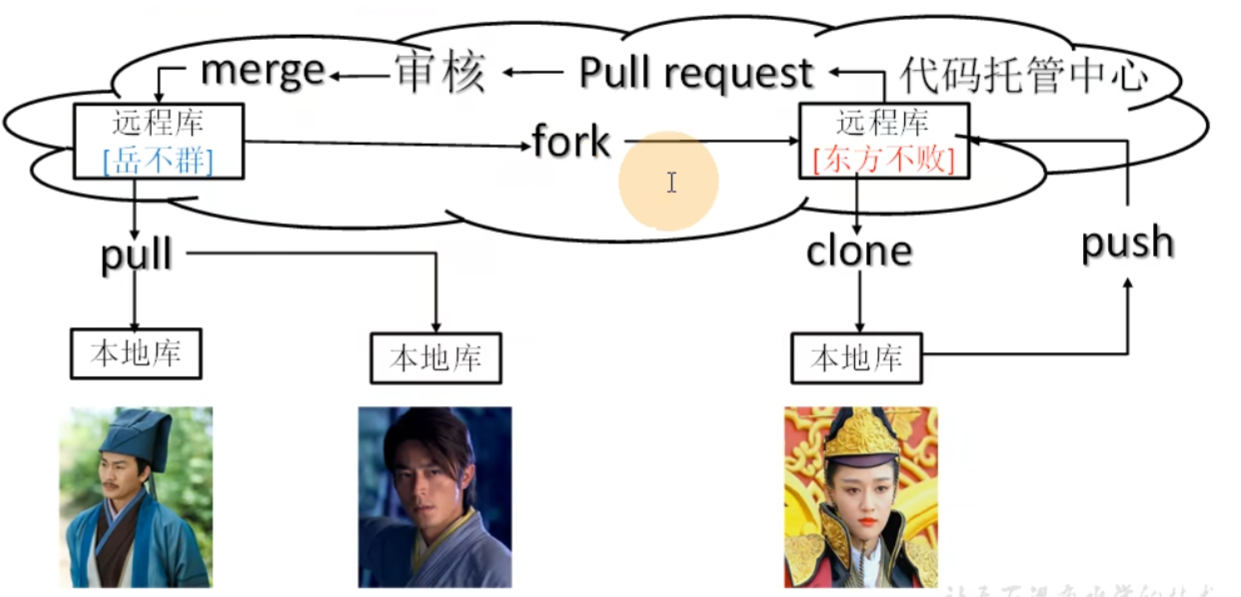 merge
审核
Pull request
代码托管中心
远程库
[岳不群]
fork
远程库
[东方不败]
pull
clone
push
本地库
本地库
本地库